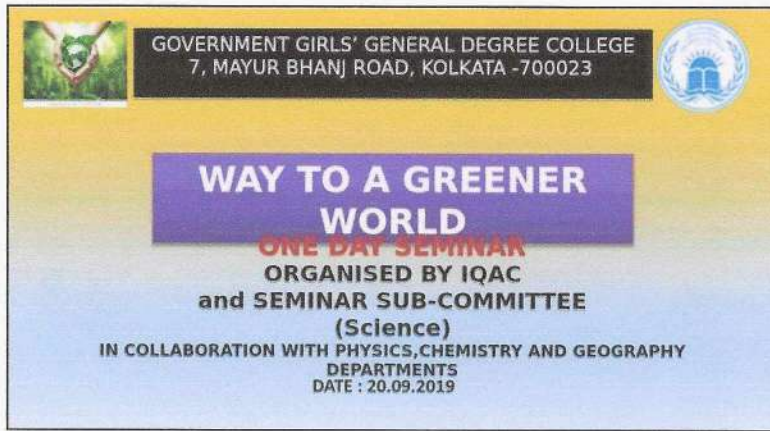 GOVERNMENT GIRLS' GENERAL DEGREE COLLEGE
7, MAYUR BHANJ ROAD, KOLKATA -700023
WAY TO A GREENER
WORLD
ONE DAY SEMINAR
ORGANISED BY IQAC
and SEMINAR SUB-COMMITTEE
(Science)
IN COLLABORATION WITH PHYSICS,CHEMISTRY AND GEOGRAPHY
DEPARTMENTS
DATE : 20.09.2019